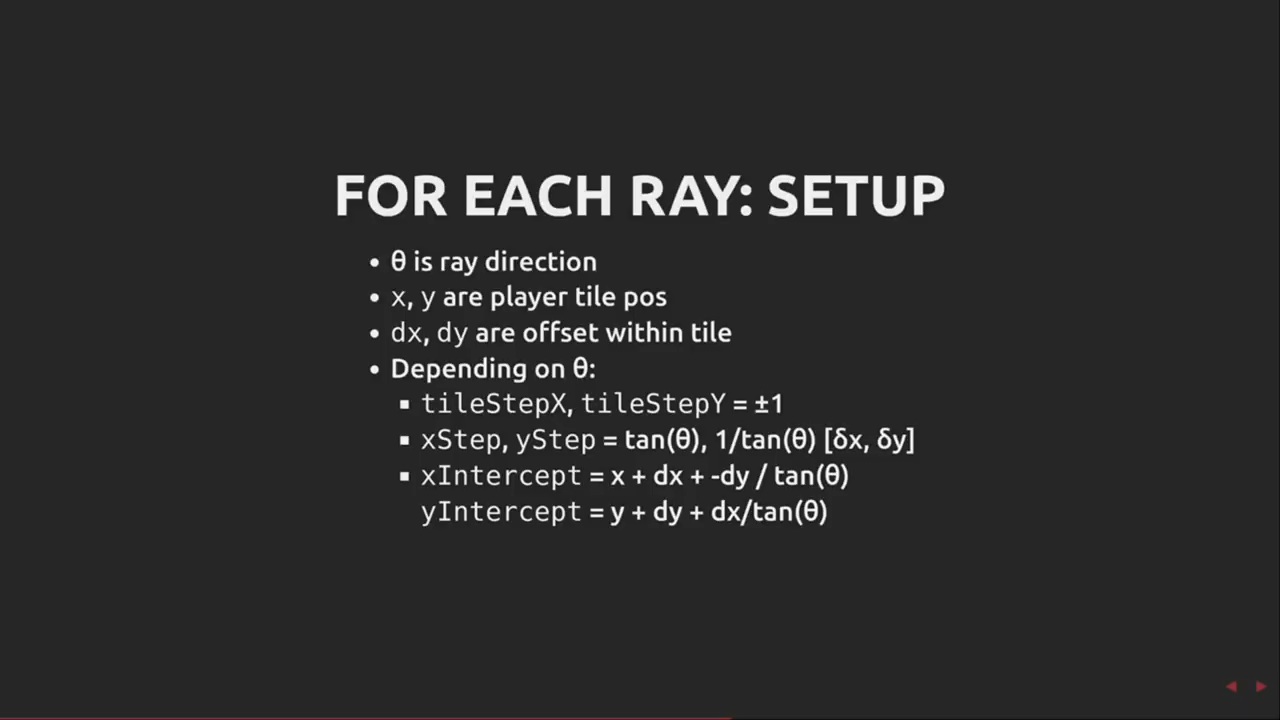 FOR EACH RAY: SETUP
• θ is ray direction
• x, y are player tile pos
• dx, dy are offset within tile
• Depending on θ:
▪ tileStepX, tileStepY = ±1
▪ xStep, yStep = tan(θ), 1/tan(θ) [δx, δy]
▪ xIntercept = x + dx + -dy / tan(θ)
yIntercept = y + dy + dx/tan(θ)